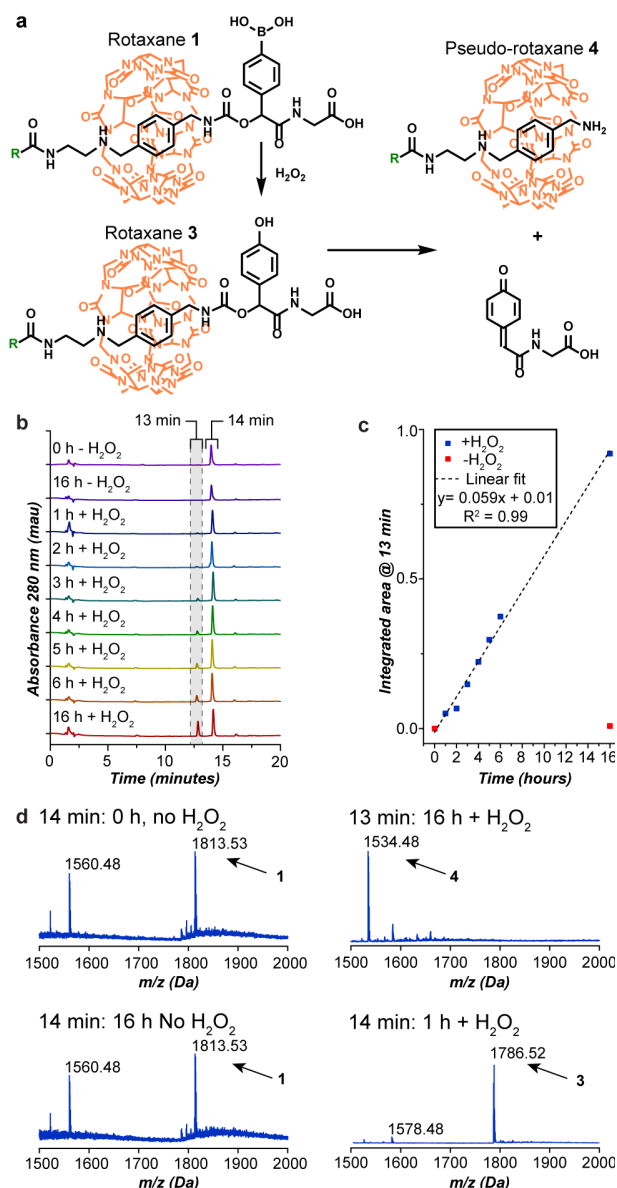 a
Rotaxane 1
Pseudo-rotaxane 4
H₂O₂
Rotaxane 3
+
b
13 min
14 min
0 h - H₂O₂
16 h - H₂O₂
1 h + H₂O₂
2 h + H₂O₂
3 h + H₂O₂
4 h + H₂O₂
5 h + H₂O₂
6 h + H₂O₂
16 h + H₂O₂
Absorbance 280 nm (mau)
0 5 10 15 20
Time (minutes)
c
+H₂O₂
-H₂O₂
Linear fit
y= 0.059x + 0.01
R² = 0.99
1.0
0.5
0.0
Integrated area @ 13 min
0 2 4 6 8 10 12 14 16
Time (hours)
d
14 min: 0 h, no H₂O₂
1813.53
1560.48
1
1500 1600 1700 1800 1900 2000
m/z (Da)
13 min: 16 h + H₂O₂
1534.48
4
1500 1600 1700 1800 1900 2000
m/z (Da)
14 min: 16 h No H₂O₂
1813.53
1560.48
1
1500 1600 1700 1800 1900 2000
m/z (Da)
14 min: 1 h + H₂O₂
1786.52
3
1578.48
1500 1600 1700 1800 1900 2000
m/z (Da)